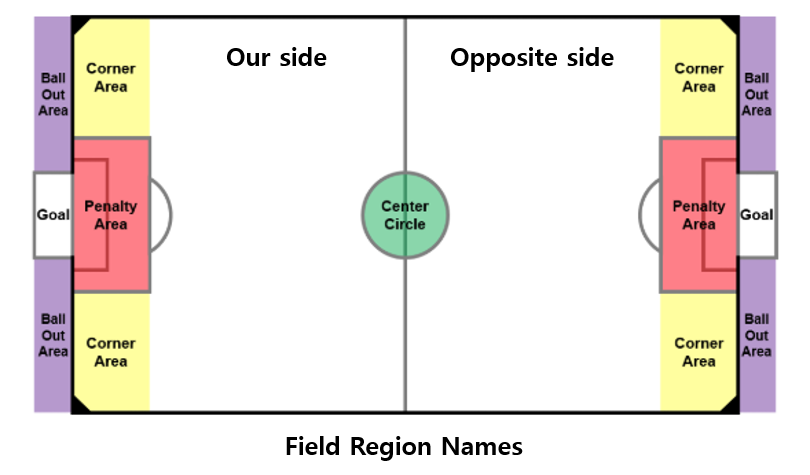 Our side
Opposite side
Ball
Out
Area
Corner
Area
Corner
Area
Ball
Out
Area
Goal
Penalty
Area
Center
Circle
Penalty
Area
Goal
Ball
Out
Area
Corner
Area
Corner
Area
Ball
Out
Area
Field Region Names